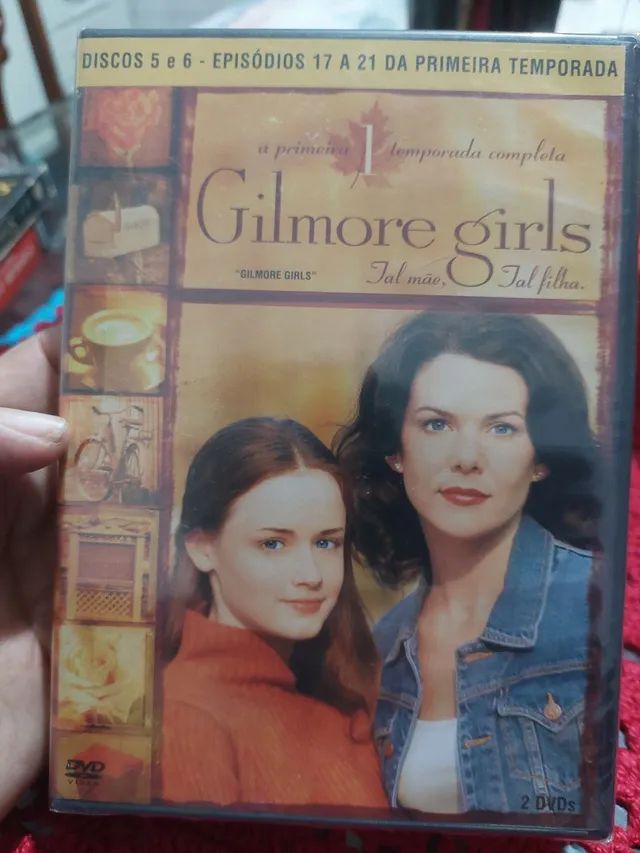 DISCOS 5 e 6 - EPISÓDIOS 17 A 21 DA PRIMEIRA TEMPORADA
a primeira 1 temporada completa
Gilmore girls
"GILMORE GIRLS" Tal mãe, Tal filha.
DVD
VIDEO
2 DVDs